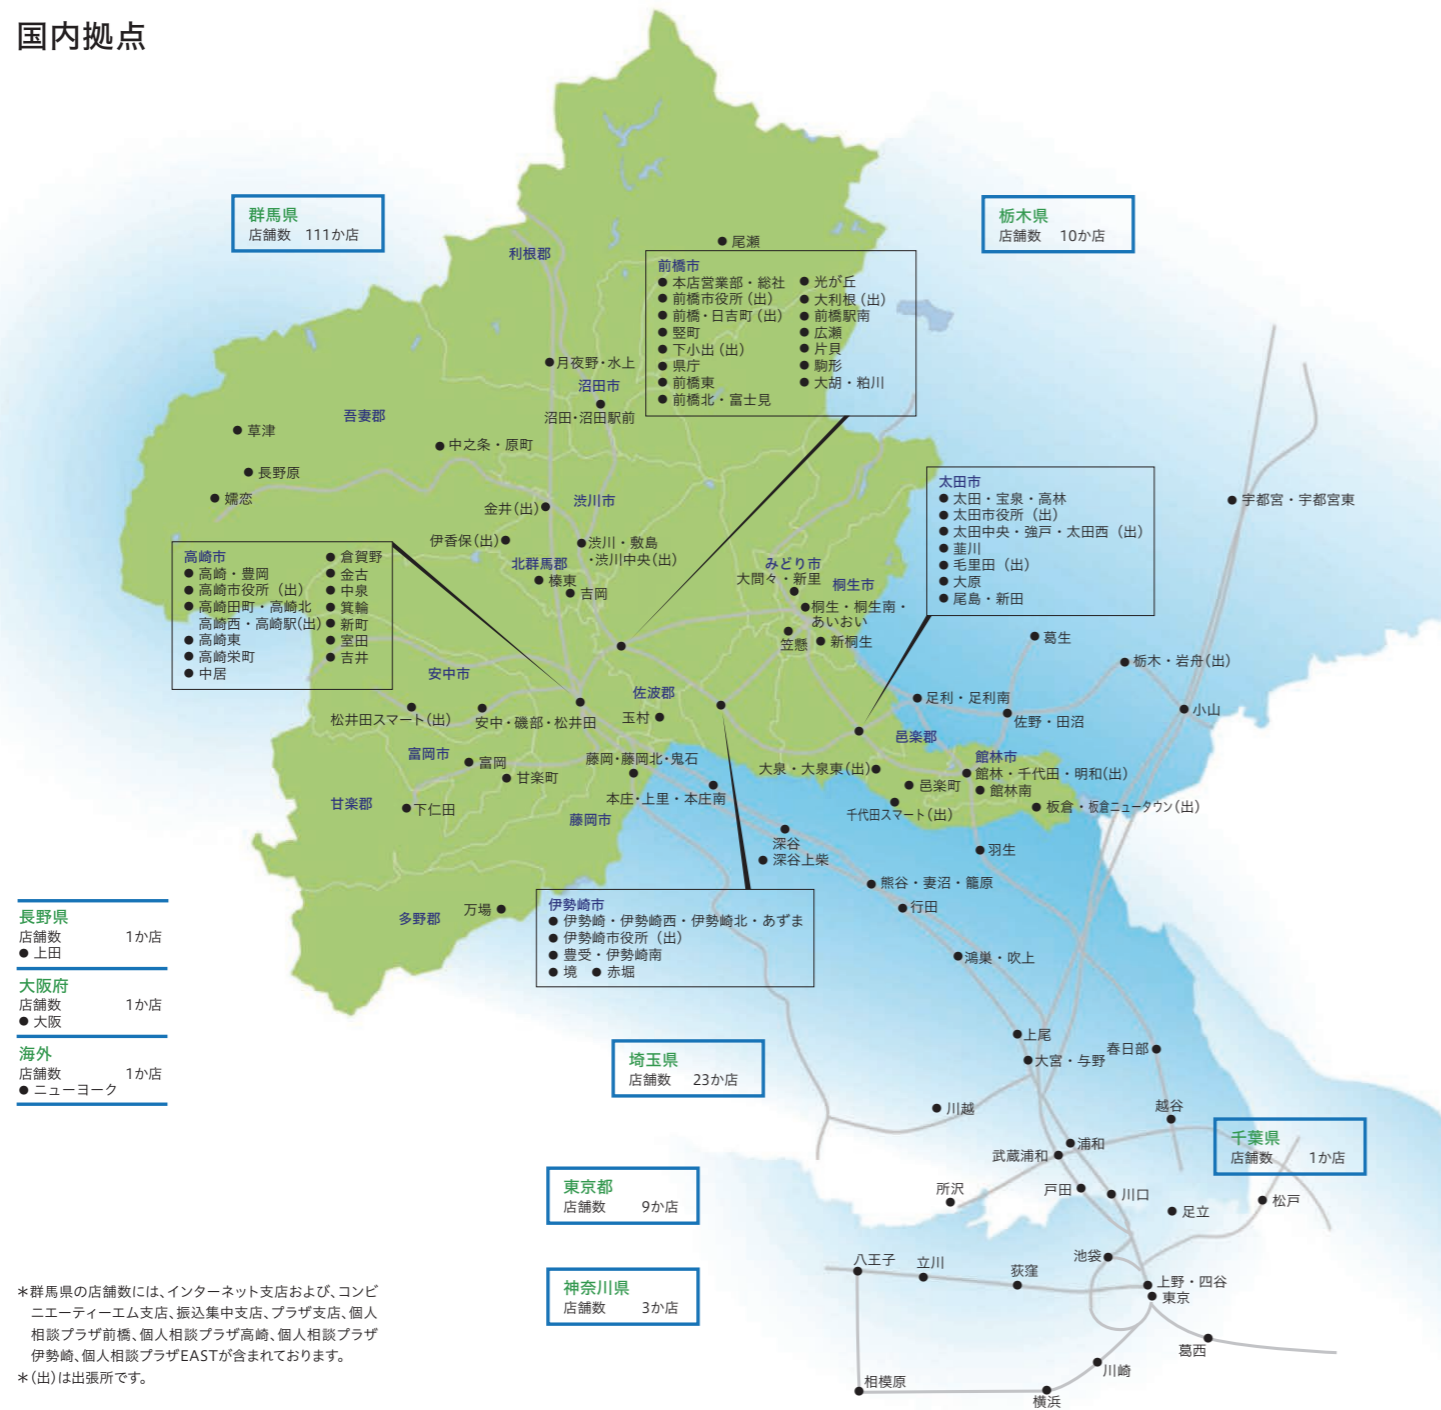 国内拠点
群馬県
店舗数 111か店
栃木県
店舗数 10か店
尾瀬
利根郡
前橋市
本店営業部・総社
前橋市役所(出)
前橋・日吉町(出)
竪町
下小出(出)
県庁
前橋東
前橋北・富士見
光が丘
大利根(出)
前橋駅南
広瀬
片貝
駒形
大胡・粕川
月夜野・水上
沼田市
沼田・沼田駅前
吾妻郡
草津
中之条・原町
長野原
嬬恋
渋川市
金井(出)
伊香保(出)
渋川・敷島
・渋川中央(出)
北群馬郡
榛東
吉岡
高崎市
高崎・豊岡
高崎市役所(出)
高崎田町・高崎北
高崎西・高崎駅(出)
高崎東
高崎栄町
中居
倉賀野
金古
中泉
箕輪
新町
室田
吉井
太田市
太田・宝泉・高林
太田市役所(出)
太田中央・強戸・太田西(出)
韮川
毛里田(出)
大原
尾島・新田
宇都宮・宇都宮東
みどり市
大間々・新里
桐生市
桐生・桐生南・
あいおい
笠懸
新桐生
葛生
栃木・岩舟(出)
足利・足利南
佐野・田沼
小山
安中市
松井田スマート(出)
安中・磯部・松井田
佐波郡
玉村
富岡市
富岡
甘楽町
甘楽郡
下仁田
藤岡・藤岡北・鬼石
本庄・上里・本庄南
藤岡市
邑楽郡
大泉・大泉東(出)
邑楽町
千代田スマート(出)
館林市
館林・千代田・明和(出)
館林南
板倉・板倉ニュータウン(出)
深谷
深谷上柴
羽生
熊谷・妻沼・籠原
行田
多野郡
万場
伊勢崎市
伊勢崎・伊勢崎西・伊勢崎北・あずま
伊勢崎市役所(出)
豊受・伊勢崎南
境 赤堀
鴻巣・吹上
長野県
店舗数 1か店
上田
大阪府
店舗数 1か店
大阪
海外
店舗数 1か店
ニューヨーク
上尾
大宮・与野
春日部
埼玉県
店舗数 23か店
川越
越谷
武蔵浦和
浦和
千葉県
店舗数 1か店
東京都
店舗数 9か店
所沢
戸田
川口
足立
松戸
池袋
八王子
立川
荻窪
上野・四谷
東京
神奈川県
店舗数 3か店
葛西
川崎
相模原
横浜
＊群馬県の店舗数には、インターネット支店および、コンビ
ニエーティーエム支店、振込集中支店、プラザ支店、個人
相談プラザ前橋、個人相談プラザ高崎、個人相談プラザ
伊勢崎、個人相談プラザEASTが含まれております。
＊(出)は出張所です。